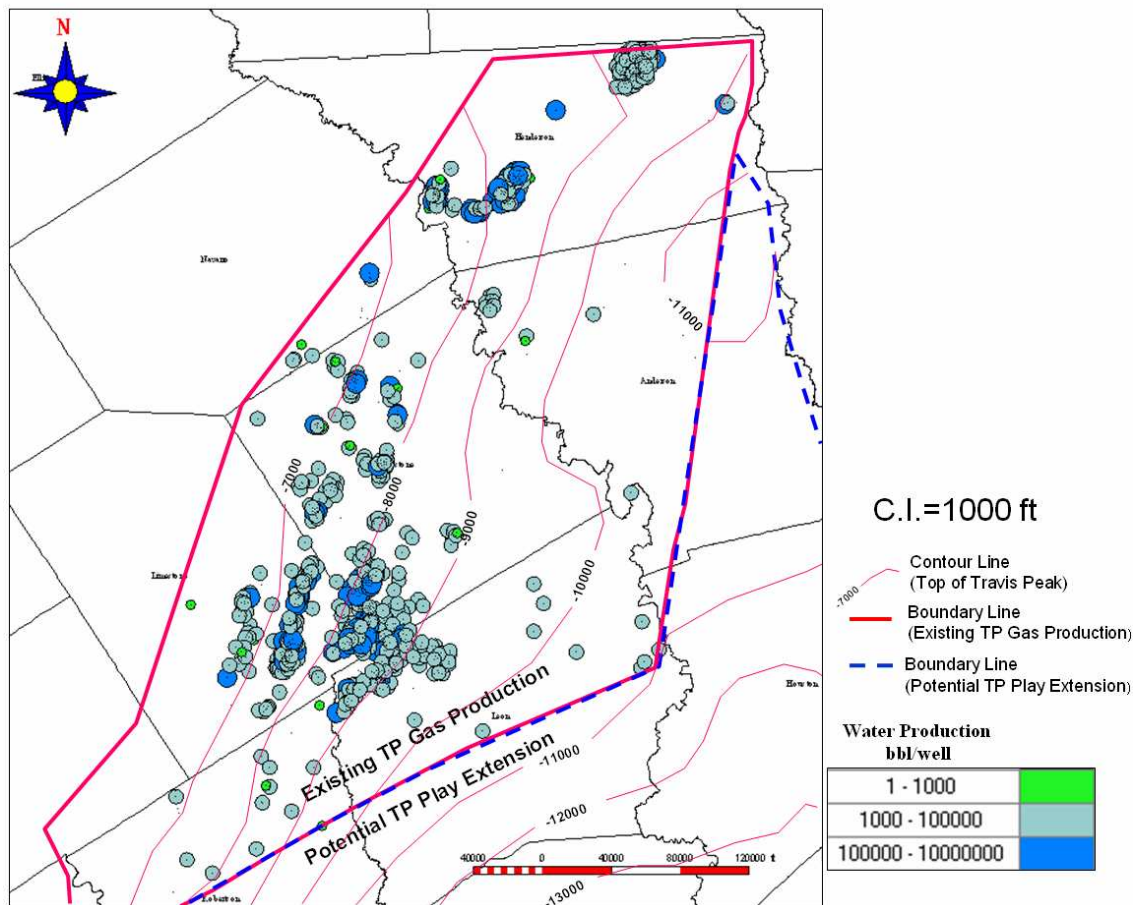 N
Henderson
Navarro
-11000
Anderson
-7000
-8000
-9000
Limestone
-10000
Houston
Leon
Existing TP Gas Production
Potential TP Play Extension
-11000
-12000
-13000
40000 0 40000 80000 120000 ft
Robertson
C.I.=1000 ft
-7000
Contour Line
(Top of Travis Peak)
Boundary Line
(Existing TP Gas Production)
Boundary Line
(Potential TP Play Extension)
Water Production
bbl/well
1 - 1000
1000 - 100000
100000 - 10000000